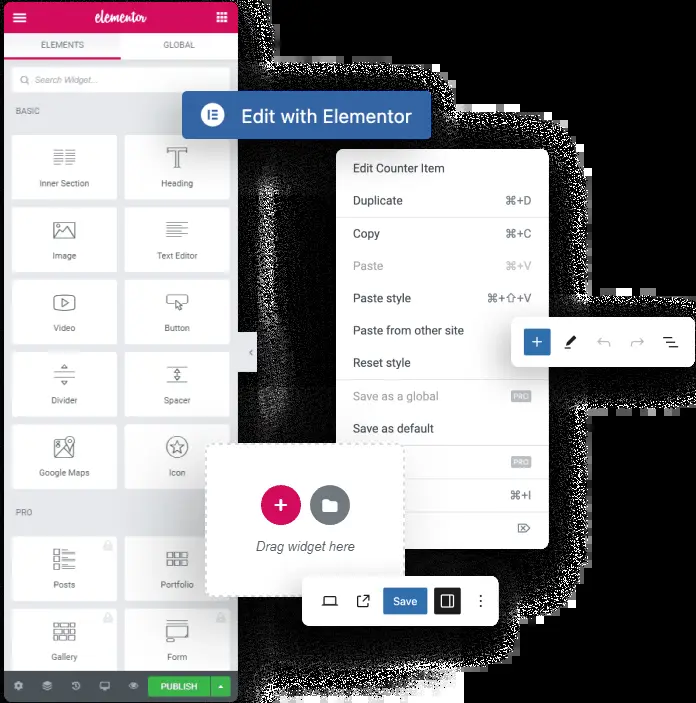 elementor
ELEMENTS GLOBAL
Search Widget...
BASIC
Edit with Elementor
Inner Section Heading
Image Text Editor
Video Button
Divider Spacer
Google Maps Icon
PRO
Posts Portfolio
Gallery Form
PUBLISH
Edit Counter Item
Duplicate ⌘+D
Copy ⌘+C
Paste ⌘+V
Paste style ⌘+⇧+V
Paste from other site
Reset style
Save as a global PRO
Save as default
PRO
⌘+I
Drag widget here
Save